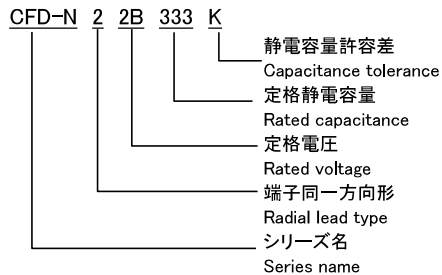 CFD-N 2 2B 333 K
静電容量許容差
Capacitance tolerance
定格静電容量
Rated capacitance
定格電圧
Rated voltage
端子同一方向形
Radial lead type
シリーズ名
Series name